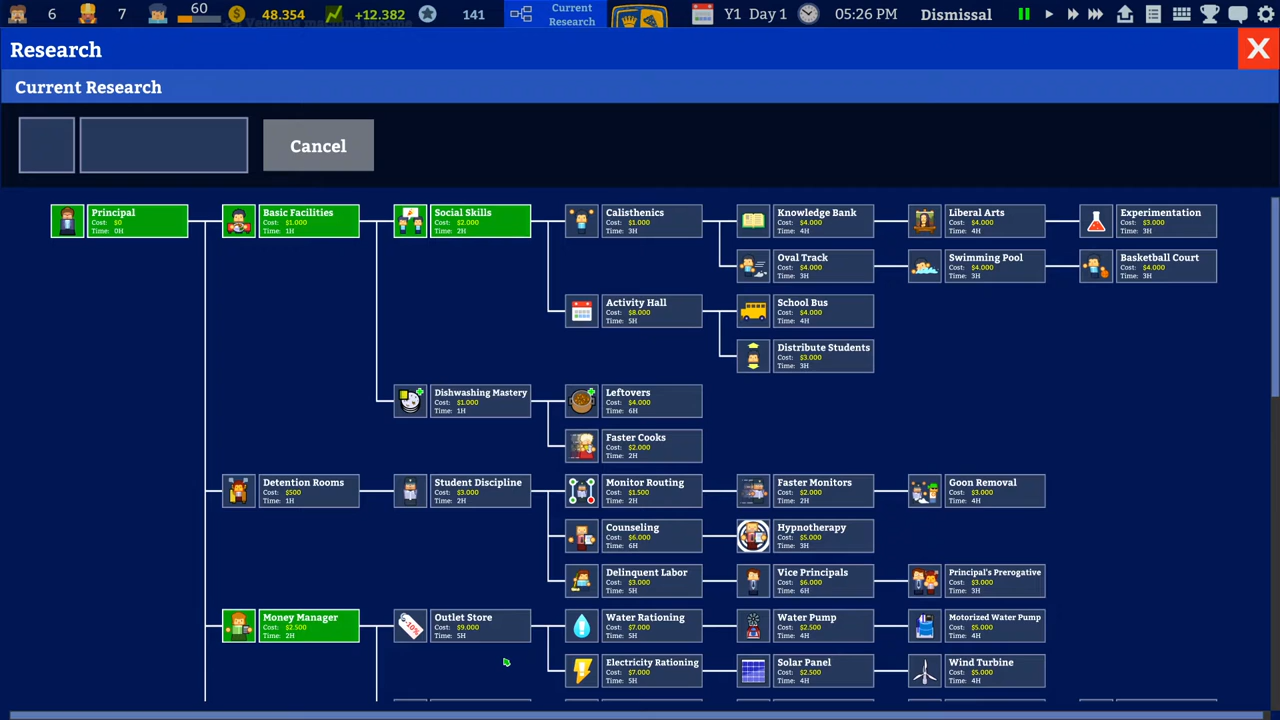 6 7 60 48.354 +12.382 141 Current Research Y1 Day 1 05:26 PM Dismissal
Research X
Current Research
Cancel
Principal
Cost: $0
Time: 0H
Basic Facilities
Cost: $1.000
Time: 1H
Social Skills
Cost: $2.000
Time: 2H
Calisthenics
Cost: $1.000
Time: 3H
Knowledge Bank
Cost: $4.000
Time: 4H
Liberal Arts
Cost: $4.000
Time: 4H
Experimentation
Cost: $3.000
Time: 3H
Oval Track
Cost: $4.000
Time: 3H
Swimming Pool
Cost: $4.000
Time: 3H
Basketball Court
Cost: $4.000
Time: 3H
Activity Hall
Cost: $8.000
Time: 5H
School Bus
Cost: $4.000
Time: 4H
Distribute Students
Cost: $3.000
Time: 3H
Dishwashing Mastery
Cost: $1.000
Time: 1H
Leftovers
Cost: $4.000
Time: 6H
Faster Cooks
Cost: $2.000
Time: 2H
Detention Rooms
Cost: $500
Time: 1H
Student Discipline
Cost: $3.000
Time: 2H
Monitor Routing
Cost: $1.500
Time: 2H
Faster Monitors
Cost: $2.000
Time: 2H
Goon Removal
Cost: $3.000
Time: 4H
Counseling
Cost: $6.000
Time: 6H
Hypnotherapy
Cost: $5.000
Time: 3H
Delinquent Labor
Cost: $3.000
Time: 5H
Vice Principals
Cost: $6.000
Time: 6H
Principal's Prerogative
Cost: $3.000
Time: 3H
Money Manager
Cost: $2.500
Time: 2H
Outlet Store
Cost: $9.000
Time: 5H
-10%
Water Rationing
Cost: $7.000
Time: 5H
Water Pump
Cost: $2.500
Time: 4H
Motorized Water Pump
Cost: $5.000
Time: 4H
Electricity Rationing
Cost: $7.000
Time: 5H
Solar Panel
Cost: $2.500
Time: 4H
Wind Turbine
Cost: $5.000
Time: 4H